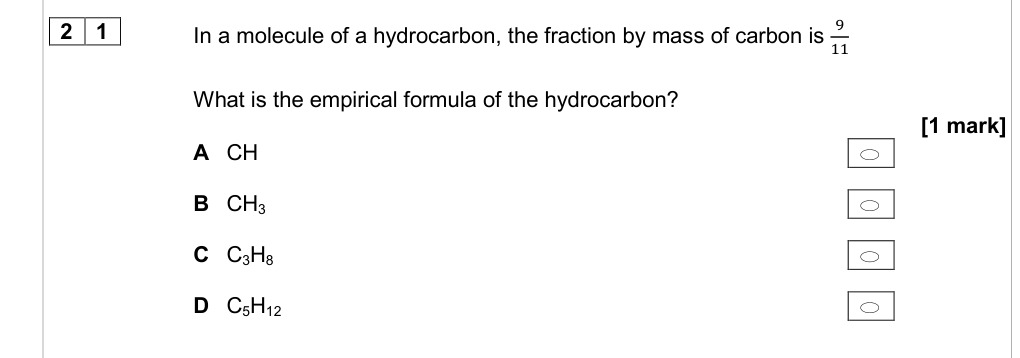 2 1 In a molecule of a hydrocarbon, the fraction by mass of carbon is 9/11
What is the empirical formula of the hydrocarbon?
[1 mark]
A CH
B CH₃
C C₃H₈
D C₅H₁₂